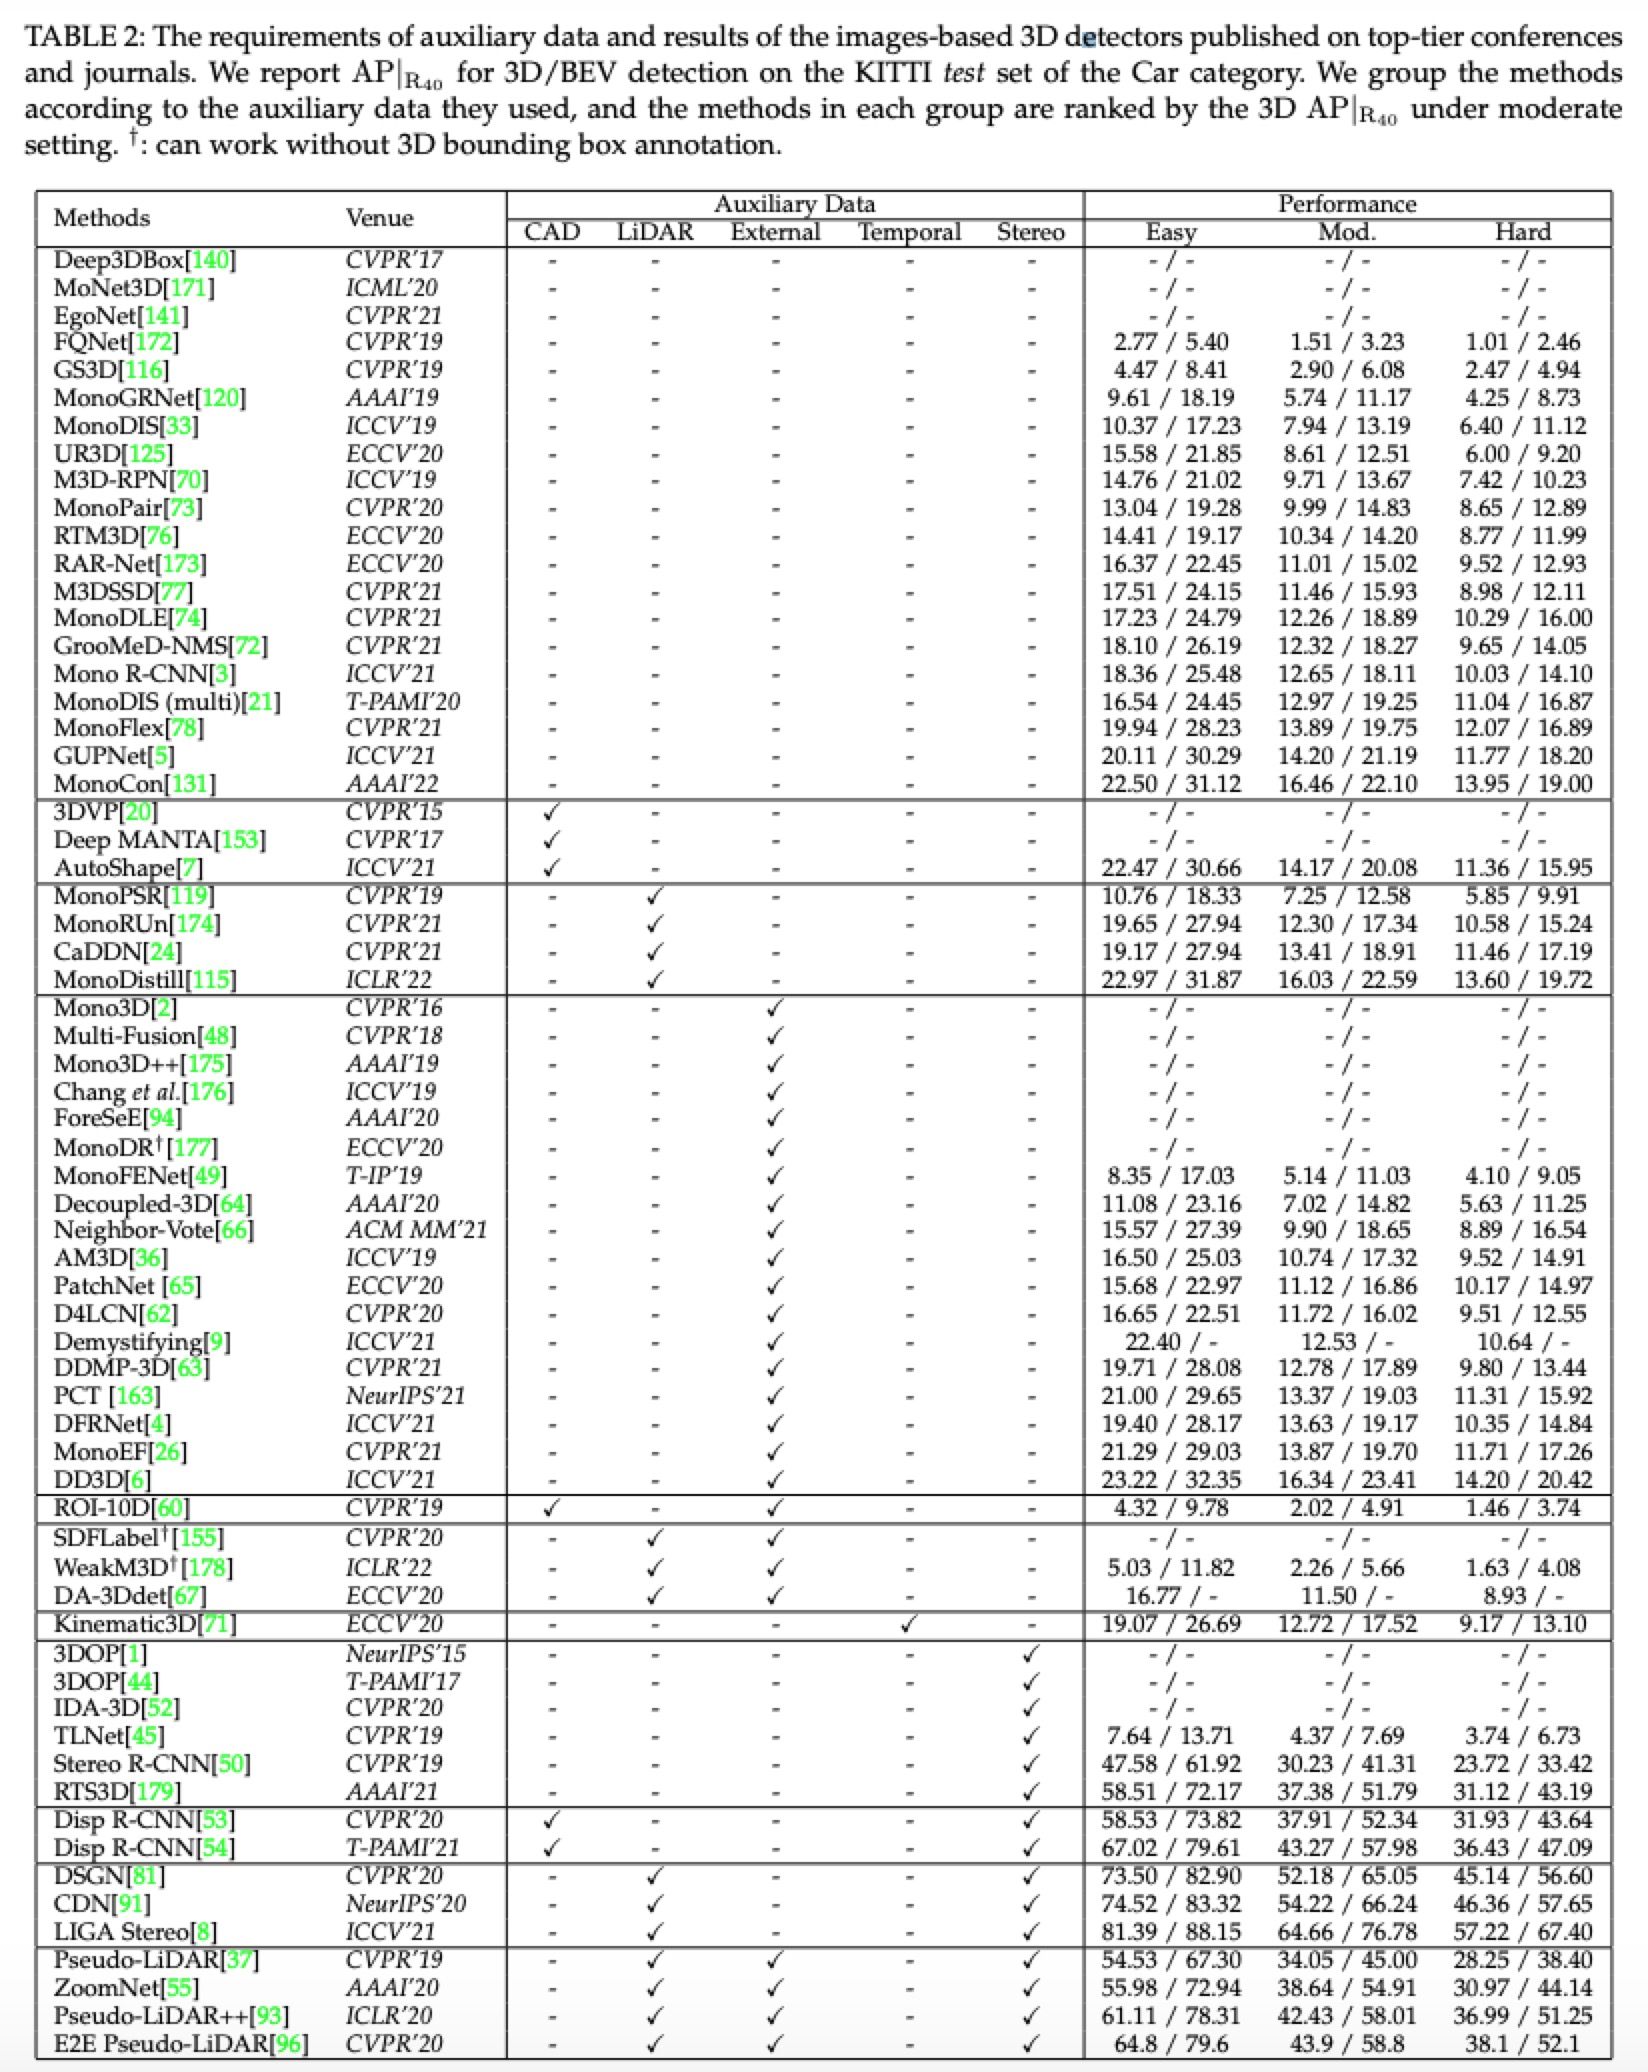 TABLE 2: The requirements of auxiliary data and results of the images-based 3D detectors published on top-tier conferences
and journals. We report AP|R40 for 3D/BEV detection on the KITTI test set of the Car category. We group the methods
according to the auxiliary data they used, and the methods in each group are ranked by the 3D AP|R40 under moderate
setting. †: can work without 3D bounding box annotation.
Methods Venue Auxiliary Data Performance
CAD LiDAR External Temporal Stereo Easy Mod. Hard
Deep3DBox[140] CVPR'17 - - - - - - / - - / - - / -
MoNet3D[171] ICML'20 - - - - - - / - - / - - / -
EgoNet[141] CVPR'21 - - - - - - / - - / - - / -
FQNet[172] CVPR'19 - - - - - 2.77 / 5.40 1.51 / 3.23 1.01 / 2.46
GS3D[116] CVPR'19 - - - - - 4.47 / 8.41 2.90 / 6.08 2.47 / 4.94
MonoGRNet[120] AAAI'19 - - - - - 9.61 / 18.19 5.74 / 11.17 4.25 / 8.73
MonoDIS[33] ICCV'19 - - - - - 10.37 / 17.23 7.94 / 13.19 6.40 / 11.12
UR3D[125] ECCV'20 - - - - - 15.58 / 21.85 8.61 / 12.51 6.00 / 9.20
M3D-RPN[70] ICCV'19 - - - - - 14.76 / 21.02 9.71 / 13.67 7.42 / 10.23
MonoPair[73] CVPR'20 - - - - - 13.04 / 19.28 9.99 / 14.83 8.65 / 12.89
RTM3D[76] ECCV'20 - - - - - 14.41 / 19.17 10.34 / 14.20 8.77 / 11.99
RAR-Net[173] ECCV'20 - - - - - 16.37 / 22.45 11.01 / 15.02 9.52 / 12.93
M3DSSD[77] CVPR'21 - - - - - 17.51 / 24.15 11.46 / 15.93 8.98 / 12.11
MonoDLE[74] CVPR'21 - - - - - 17.23 / 24.79 12.26 / 18.89 10.29 / 16.00
GrooMeD-NMS[72] CVPR'21 - - - - - 18.10 / 26.19 12.32 / 18.27 9.65 / 14.05
Mono R-CNN[3] ICCV'21 - - - - - 18.36 / 25.48 12.65 / 18.11 10.03 / 14.10
MonoDIS (multi)[21] T-PAMI'20 - - - - - 16.54 / 24.45 12.97 / 19.25 11.04 / 16.87
MonoFlex[78] CVPR'21 - - - - - 19.94 / 28.23 13.89 / 19.75 12.07 / 16.89
GUPNet[5] ICCV'21 - - - - - 20.11 / 30.29 14.20 / 21.19 11.77 / 18.20
MonoCon[131] AAAI'22 - - - - - 22.50 / 31.12 16.46 / 22.10 13.95 / 19.00
3DVP[20] CVPR'15 ✓ - - - - - / - - / - - / -
Deep MANTA[153] CVPR'17 ✓ - - - - - / - - / - - / -
AutoShape[7] ICCV'21 ✓ - - - - 22.47 / 30.66 14.17 / 20.08 11.36 / 15.95
MonoPSR[119] CVPR'19 - ✓ - - - 10.76 / 18.33 7.25 / 12.58 5.85 / 9.91
MonoRUn[174] CVPR'21 - ✓ - - - 19.65 / 27.94 12.30 / 17.34 10.58 / 15.24
CaDDN[24] CVPR'21 - ✓ - - - 19.17 / 27.94 13.41 / 18.91 11.46 / 17.19
MonoDistill[115] ICLR'22 - ✓ - - - 22.97 / 31.87 16.03 / 22.59 13.60 / 19.72
Mono3D[2] CVPR'16 - - ✓ - - - / - - / - - / -
Multi-Fusion[48] CVPR'18 - - ✓ - - - / - - / - - / -
Mono3D++[175] AAAI'19 - - ✓ - - - / - - / - - / -
Chang et al.[176] ICCV'19 - - ✓ - - - / - - / - - / -
ForeSeE[94] AAAI'20 - - ✓ - - - / - - / - - / -
MonoDR†[177] ECCV'20 - - ✓ - - - / - - / - - / -
MonoFENet[49] T-IP'19 - - ✓ - - 8.35 / 17.03 5.14 / 11.03 4.10 / 9.05
Decoupled-3D[64] AAAI'20 - - ✓ - - 11.08 / 23.16 7.02 / 14.82 5.63 / 11.25
Neighbor-Vote[66] ACM MM'21 - - ✓ - - 15.57 / 27.39 9.90 / 18.65 8.89 / 16.54
AM3D[36] ICCV'19 - - ✓ - - 16.50 / 25.03 10.74 / 17.32 9.52 / 14.91
PatchNet [65] ECCV'20 - - ✓ - - 15.68 / 22.97 11.12 / 16.86 10.17 / 14.97
D4LCN[62] CVPR'20 - - ✓ - - 16.65 / 22.51 11.72 / 16.02 9.51 / 12.55
Demystifying[9] ICCV'21 - - ✓ - - 22.40 / - 12.53 / - 10.64 / -
DDMP-3D[63] CVPR'21 - - ✓ - - 19.71 / 28.08 12.78 / 17.89 9.80 / 13.44
PCT [163] NeurIPS'21 - - ✓ - - 21.00 / 29.65 13.37 / 19.03 11.31 / 15.92
DFRNet[4] ICCV'21 - - ✓ - - 19.40 / 28.17 13.63 / 19.17 10.35 / 14.84
MonoEF[26] CVPR'21 - - ✓ - - 21.29 / 29.03 13.87 / 19.70 11.71 / 17.26
DD3D[6] ICCV'21 - - ✓ - - 23.22 / 32.35 16.34 / 23.41 14.20 / 20.42
ROI-10D[60] CVPR'19 ✓ - ✓ - - 4.32 / 9.78 2.02 / 4.91 1.46 / 3.74
SDFLabel†[155] CVPR'20 - ✓ ✓ - - - / - - / - - / -
WeakM3D†[178] ICLR'22 - ✓ ✓ - - 5.03 / 11.82 2.26 / 5.66 1.63 / 4.08
DA-3Ddet[67] ECCV'20 - ✓ ✓ - - 16.77 / - 11.50 / - 8.93 / -
Kinematic3D[71] ECCV'20 - - - ✓ - 19.07 / 26.69 12.72 / 17.52 9.17 / 13.10
3DOP[1] NeurIPS'15 - - - - ✓ - / - - / - - / -
3DOP[44] T-PAMI'17 - - - - ✓ - / - - / - - / -
IDA-3D[52] CVPR'20 - - - - ✓ - / - - / - - / -
TLNet[45] CVPR'19 - - - - ✓ 7.64 / 13.71 4.37 / 7.69 3.74 / 6.73
Stereo R-CNN[50] CVPR'19 - - - - ✓ 47.58 / 61.92 30.23 / 41.31 23.72 / 33.42
RTS3D[179] AAAI'21 - - - - ✓ 58.51 / 72.17 37.38 / 51.79 31.12 / 43.19
Disp R-CNN[53] CVPR'20 ✓ - - - ✓ 58.53 / 73.82 37.91 / 52.34 31.93 / 43.64
Disp R-CNN[54] T-PAMI'21 ✓ - - - ✓ 67.02 / 79.61 43.27 / 57.98 36.43 / 47.09
DSGN[81] CVPR'20 - ✓ - - ✓ 73.50 / 82.90 52.18 / 65.05 45.14 / 56.60
CDN[91] NeurIPS'20 - ✓ - - ✓ 74.52 / 83.32 54.22 / 66.24 46.36 / 57.65
LIGA Stereo[8] ICCV'21 - ✓ - - ✓ 81.39 / 88.15 64.66 / 76.78 57.22 / 67.40
Pseudo-LiDAR[37] CVPR'19 - ✓ ✓ - ✓ 54.53 / 67.30 34.05 / 45.00 28.25 / 38.40
ZoomNet[55] AAAI'20 - ✓ ✓ - ✓ 55.98 / 72.94 38.64 / 54.91 30.97 / 44.14
Pseudo-LiDAR++[93] ICLR'20 - ✓ ✓ - ✓ 61.11 / 78.31 42.43 / 58.01 36.99 / 51.25
E2E Pseudo-LiDAR[96] CVPR'20 - ✓ ✓ - ✓ 64.8 / 79.6 43.9 / 58.8 38.1 / 52.1